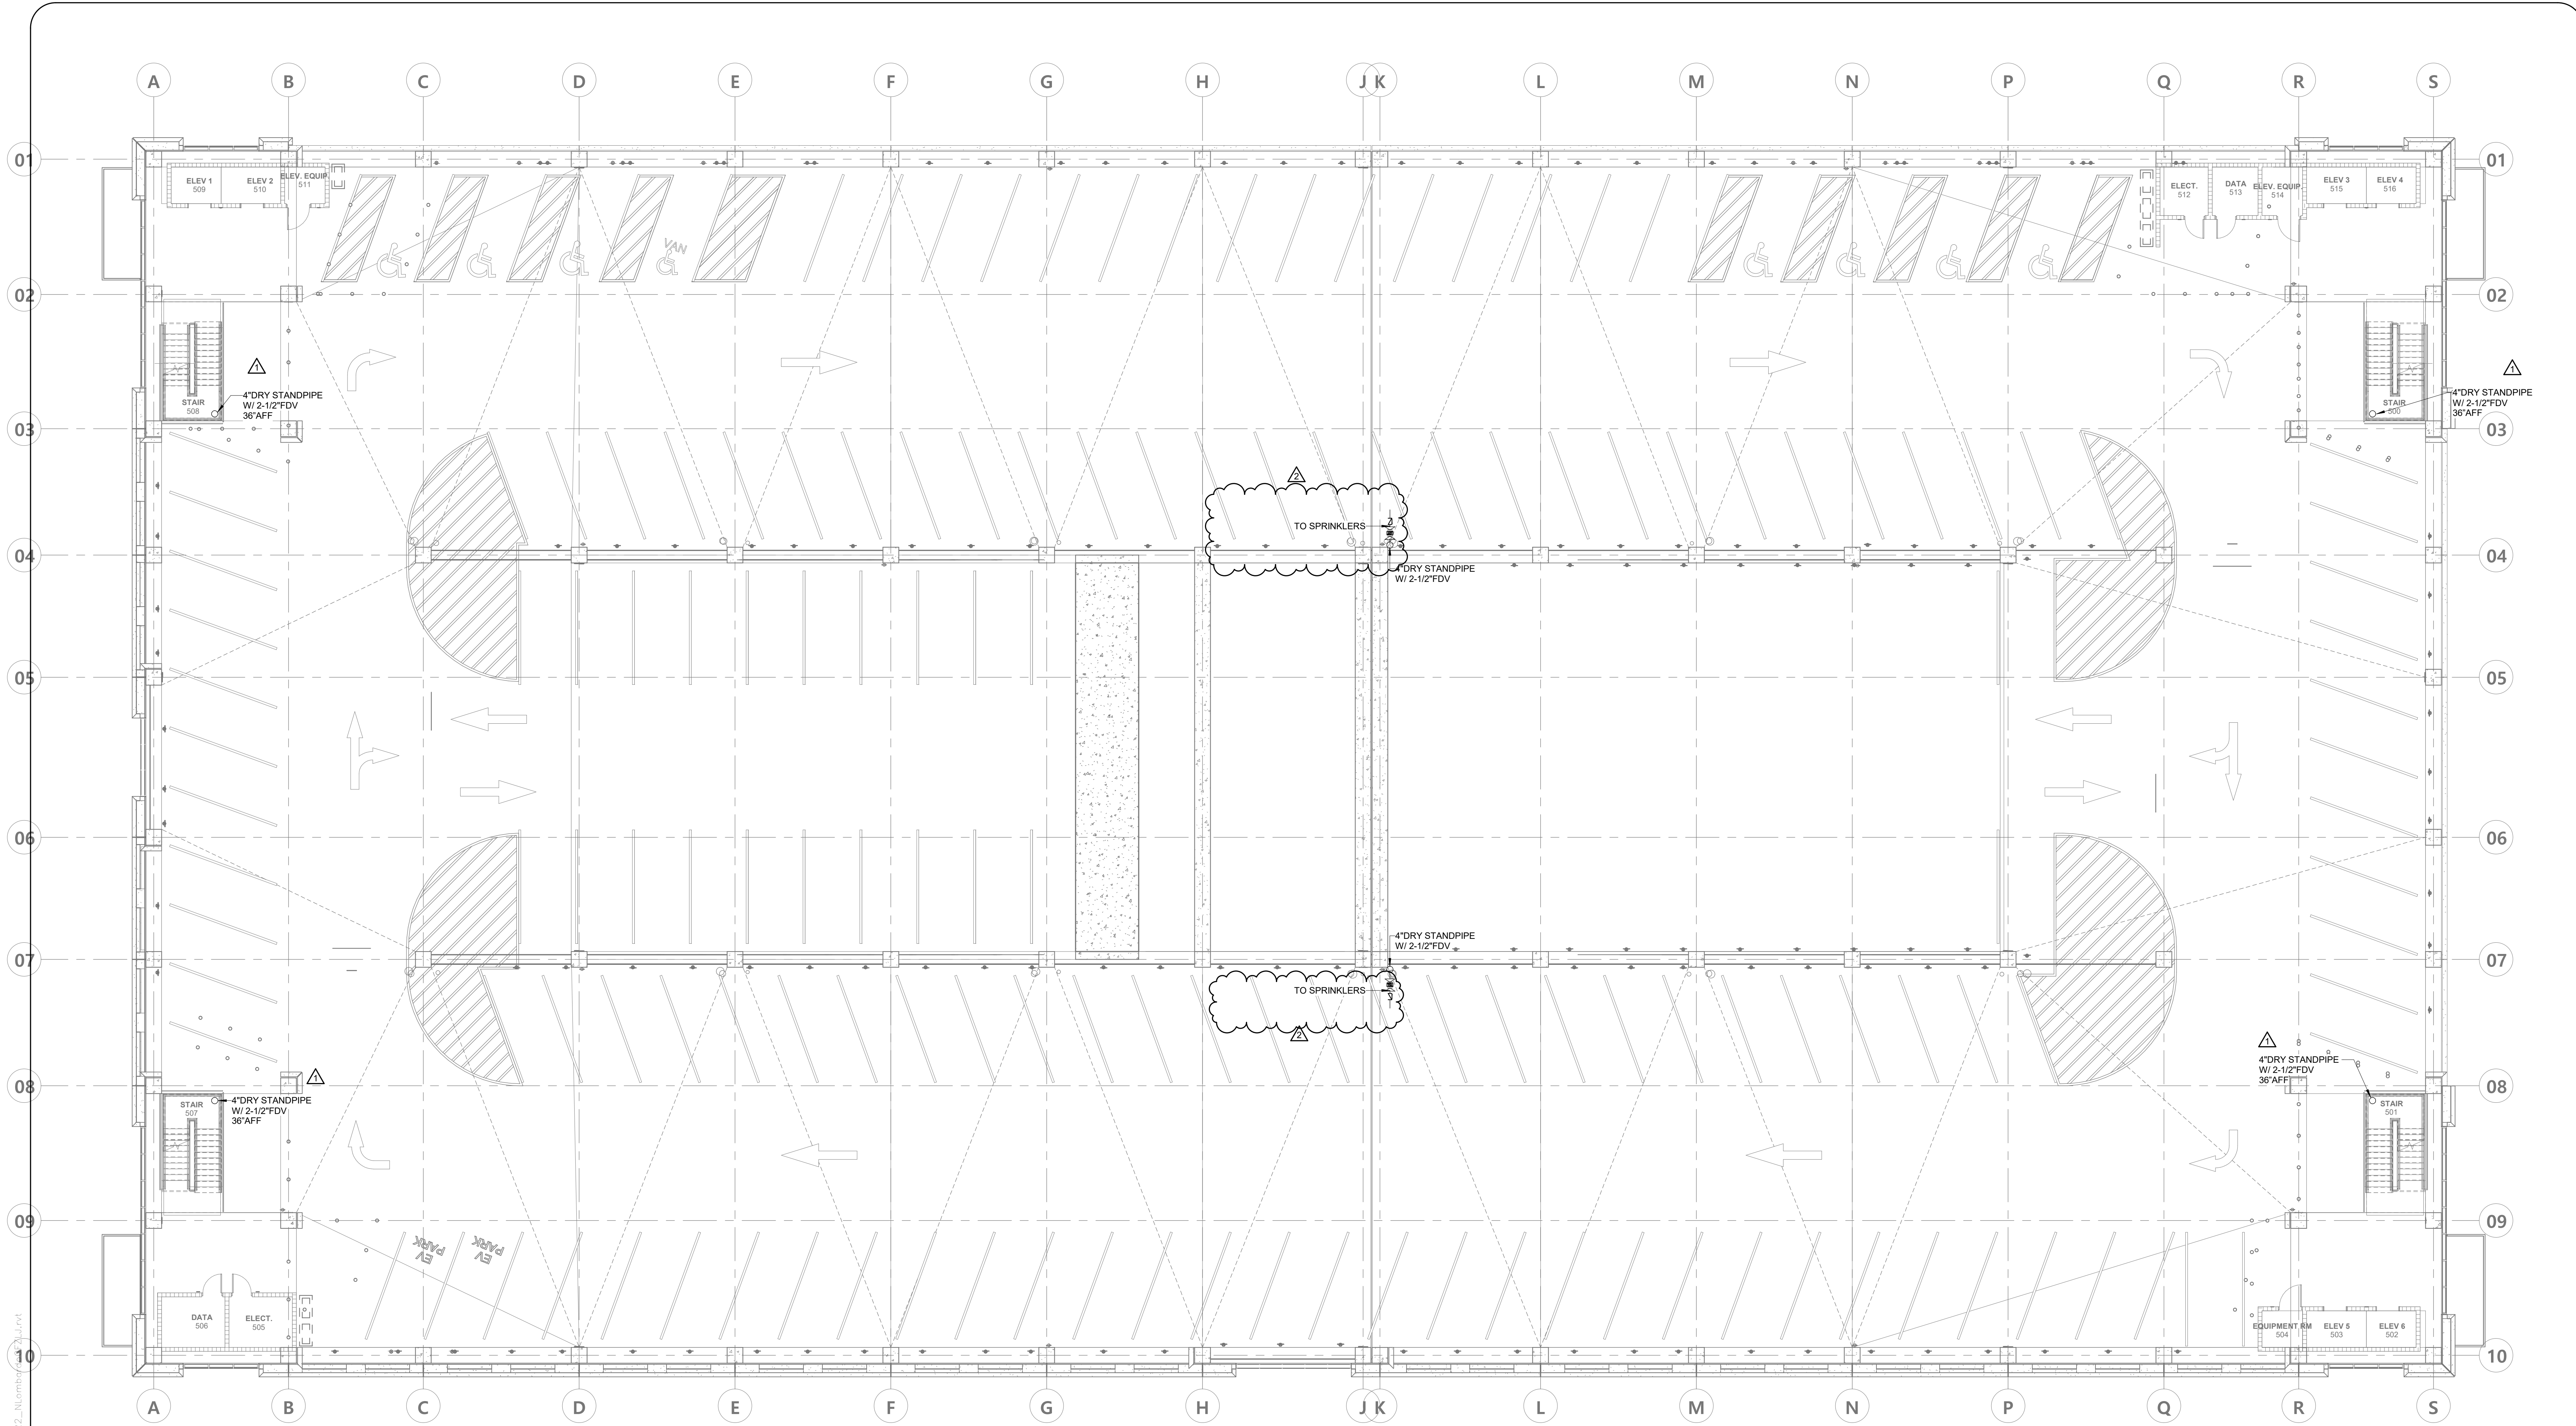 A B C D E F G H J K L M N P Q R S
01 01
ELEV 1
509
ELEV 2
510
ELEV. EQUIP.
511
ELECT.
512
DATA
513
ELEV. EQUIP.
514
ELEV 3
515
ELEV 4
516
VAN
02 02
1
4"DRY STANDPIPE
W/ 2-1/2"FDV
36"AFF
STAIR
508
1
4"DRY STANDPIPE
W/ 2-1/2"FDV
36"AFF
STAIR
500
03 03
2
TO SPRINKLERS
04 04
4"DRY STANDPIPE
W/ 2-1/2"FDV
05 05
06 06
4"DRY STANDPIPE
W/ 2-1/2"FDV
07 07
TO SPRINKLERS
2
1
4"DRY STANDPIPE
W/ 2-1/2"FDV
36"AFF
1
08 08
STAIR
507
4"DRY STANDPIPE
W/ 2-1/2"FDV
36"AFF
STAIR
501
09 09
EV
PARK
EV
PARK
DATA
506
ELECT.
505
EQUIPMENT RM
504
ELEV 5
503
ELEV 6
502
10 10
A B C D E F G H J K L M N P Q R S